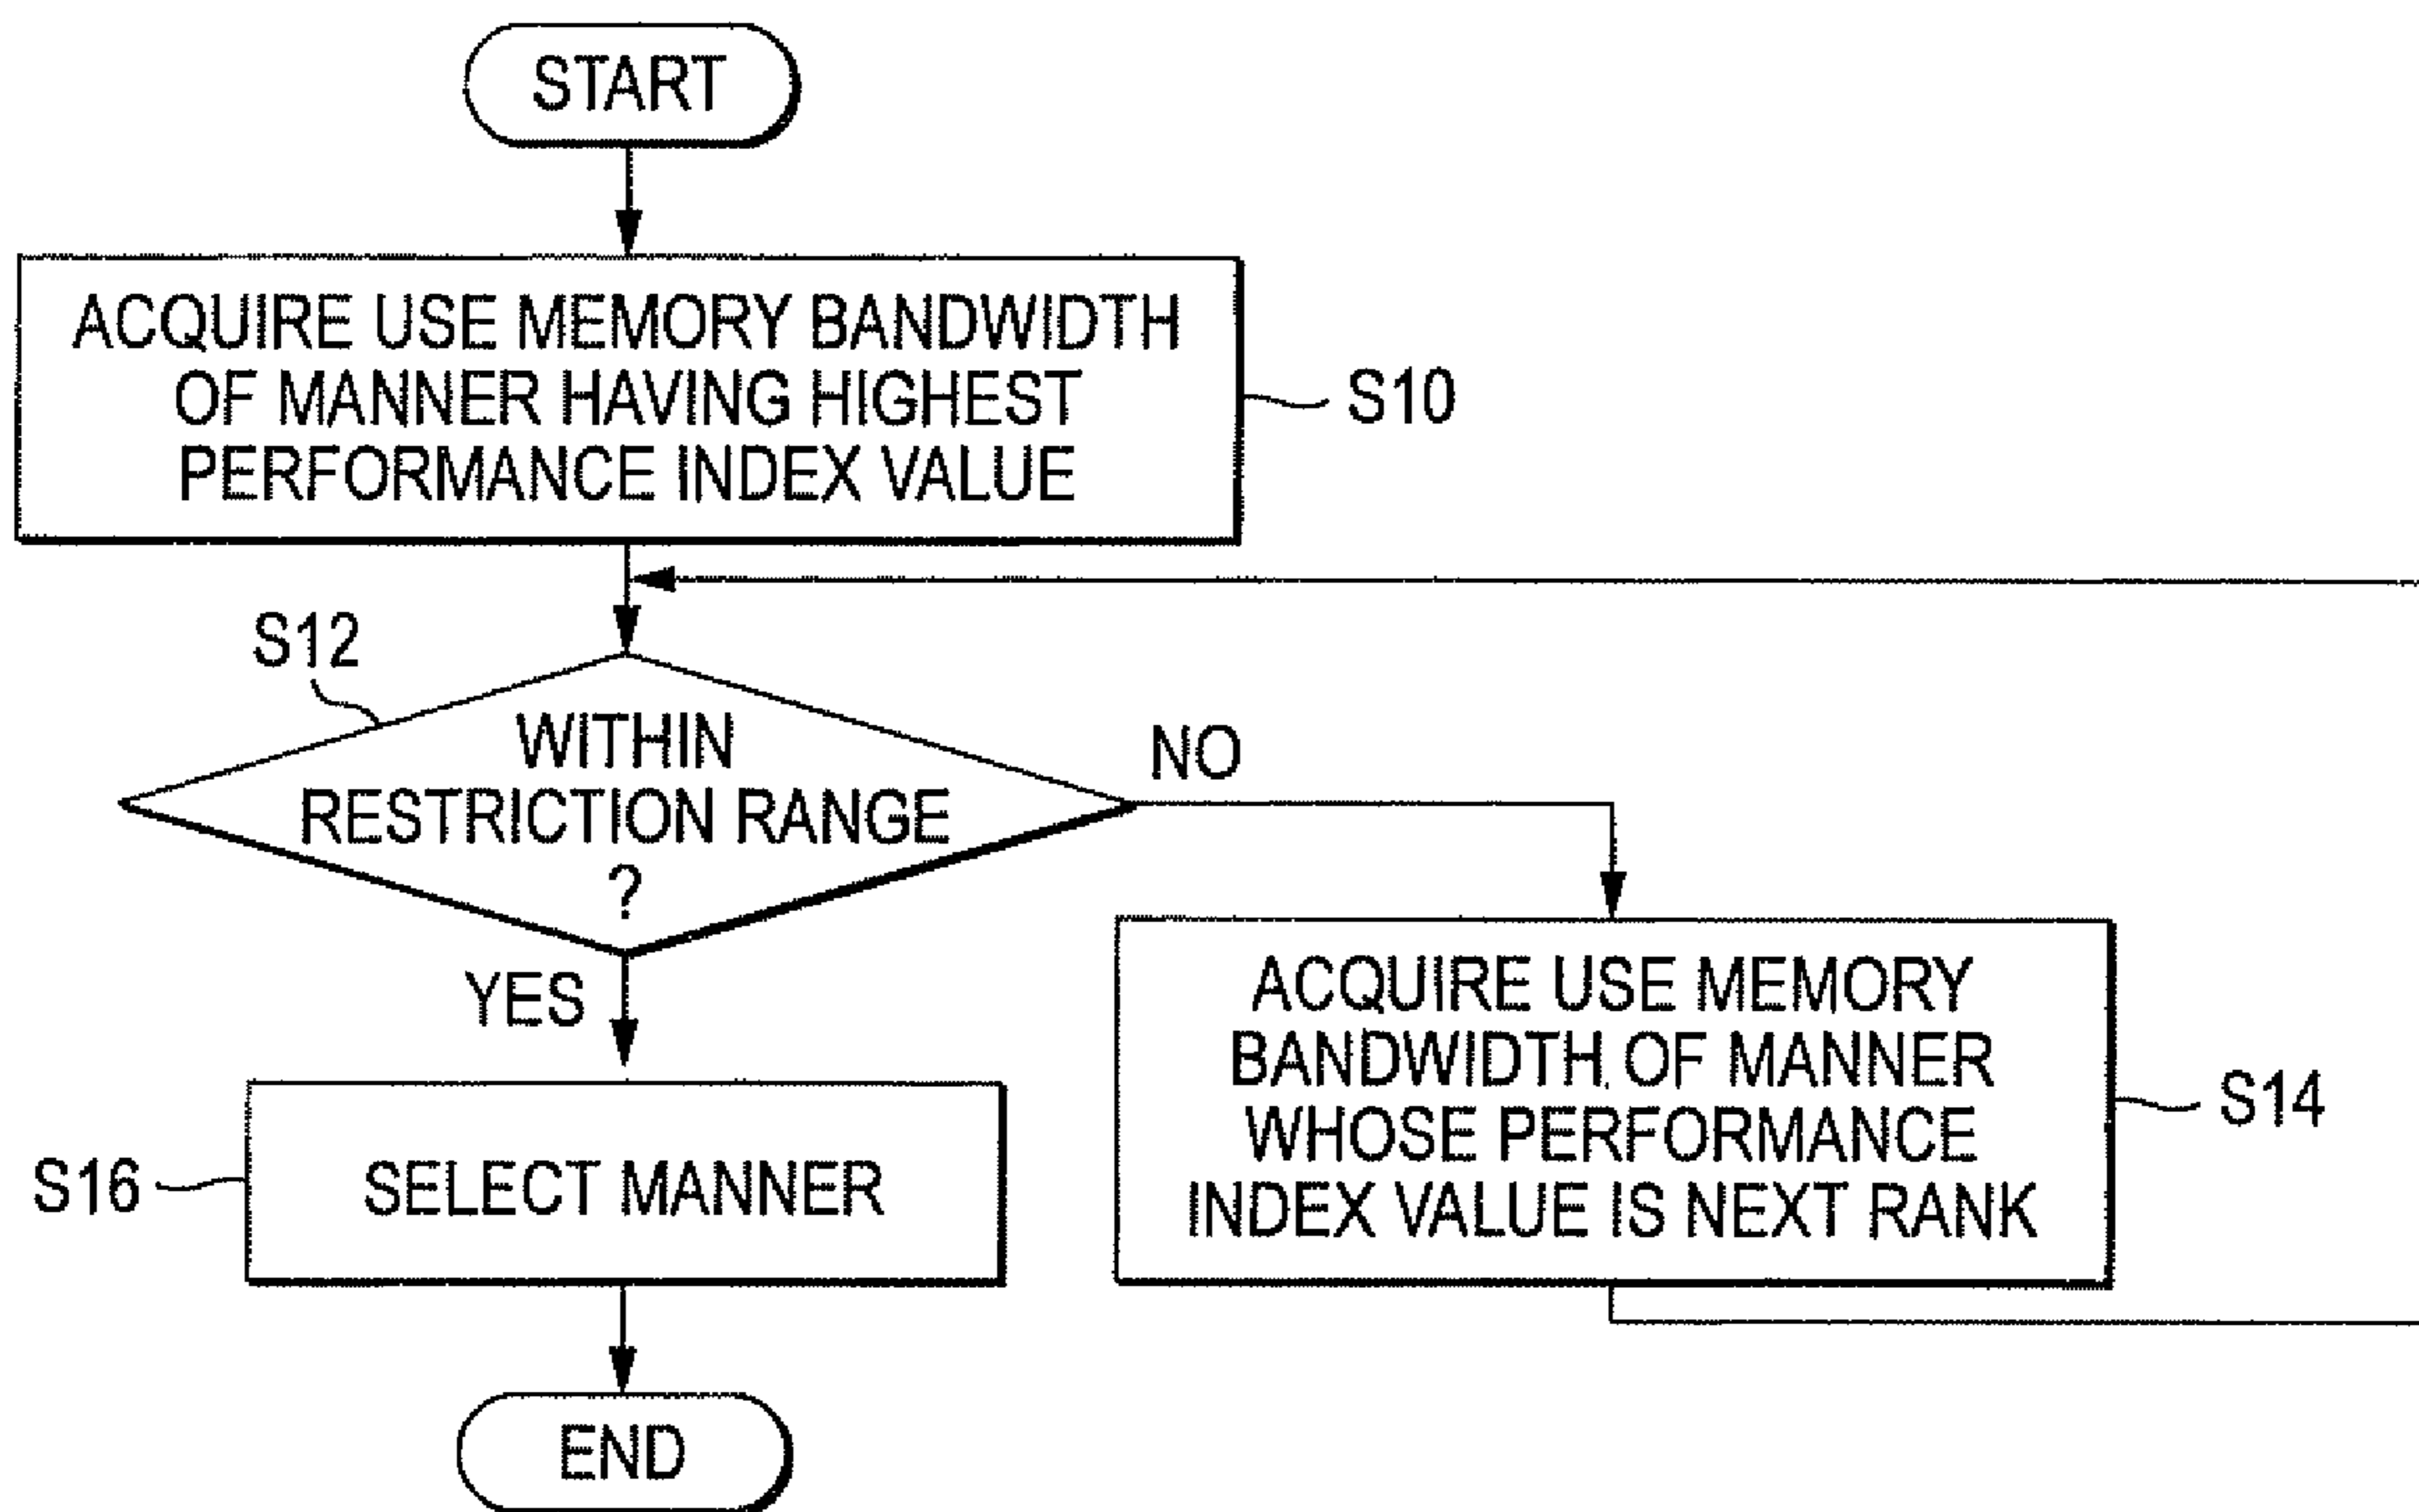 START
ACQUIRE USE MEMORY BANDWIDTH
OF MANNER HAVING HIGHEST
PERFORMANCE INDEX VALUE
S10
S12
WITHIN
RESTRICTION RANGE
?
NO
YES
ACQUIRE USE MEMORY
BANDWIDTH OF MANNER
WHOSE PERFORMANCE
INDEX VALUE IS NEXT RANK
S14
S16
SELECT MANNER
END